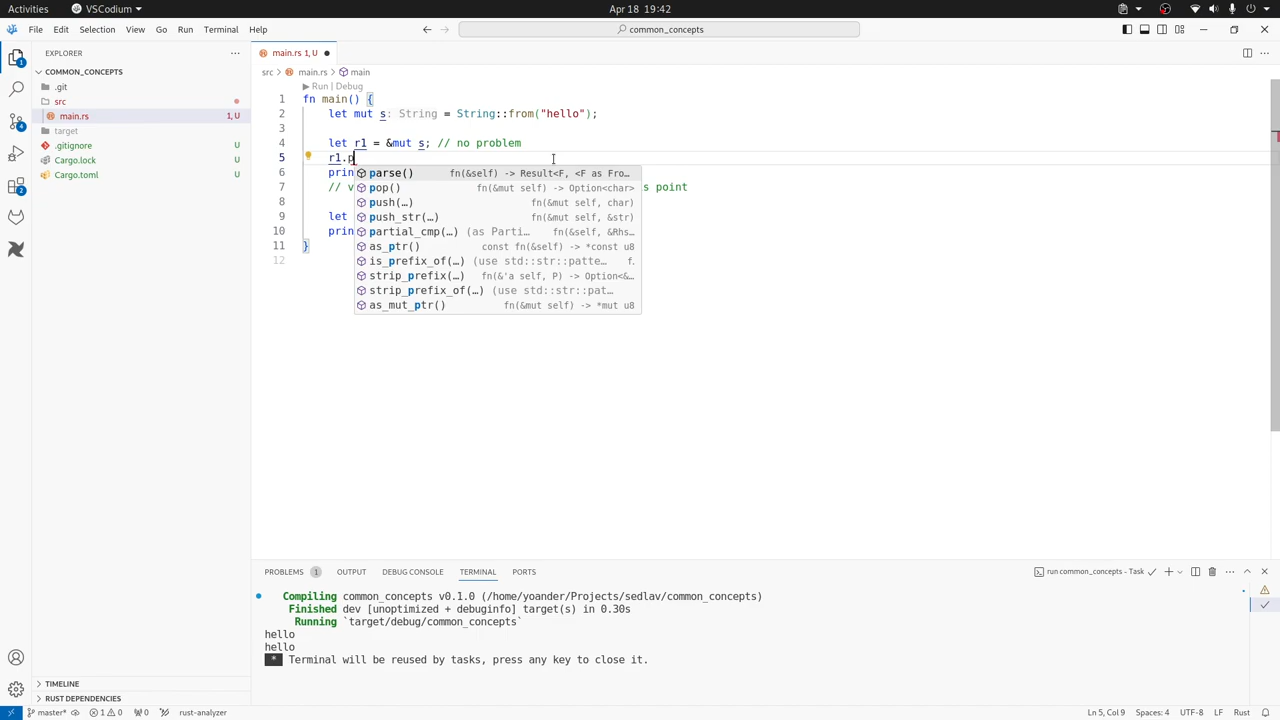 Activities
VSCodium
Apr 18 19:42
File Edit Selection View Go Run Terminal Help
common_concepts
EXPLORER
main.rs 1, U
COMMON_CONCEPTS
src > main.rs > main
.git
Run | Debug
src
main.rs 1, U
target
.gitignore U
Cargo.lock U
Cargo.toml U
1 fn main() {
2 let mut s: String = String::from("hello");
3
4 let r1 = &mut s; // no problem
5 r1.p
6 prin
7 // v s point
8
9 let
10 prin
11 }
12
parse() fn(&self) -> Result<F, <F as Fro…
pop() fn(&mut self) -> Option<char>
push(…) fn(&mut self, char)
push_str(…) fn(&mut self, &str)
partial_cmp(…) (as Parti… fn(&self, &Rhs…
as_ptr() const fn(&self) -> *const u8
is_prefix_of(…) (use std::str::patte… f.
strip_prefix(…) fn(&'a self, P) -> Option<&…
strip_prefix_of(…) (use std::str::pat…
as_mut_ptr() fn(&mut self) -> *mut u8
PROBLEMS 1 OUTPUT DEBUG CONSOLE TERMINAL PORTS
run common_concepts - Task
Compiling common_concepts v0.1.0 (/home/yoander/Projects/sedlav/common_concepts)
Finished dev [unoptimized + debuginfo] target(s) in 0.30s
Running `target/debug/common_concepts`
hello
hello
* Terminal will be reused by tasks, press any key to close it.
TIMELINE
RUST DEPENDENCIES
master* 1 0 0 rust-analyzer
Ln 5, Col 9 Spaces: 4 UTF-8 LF Rust